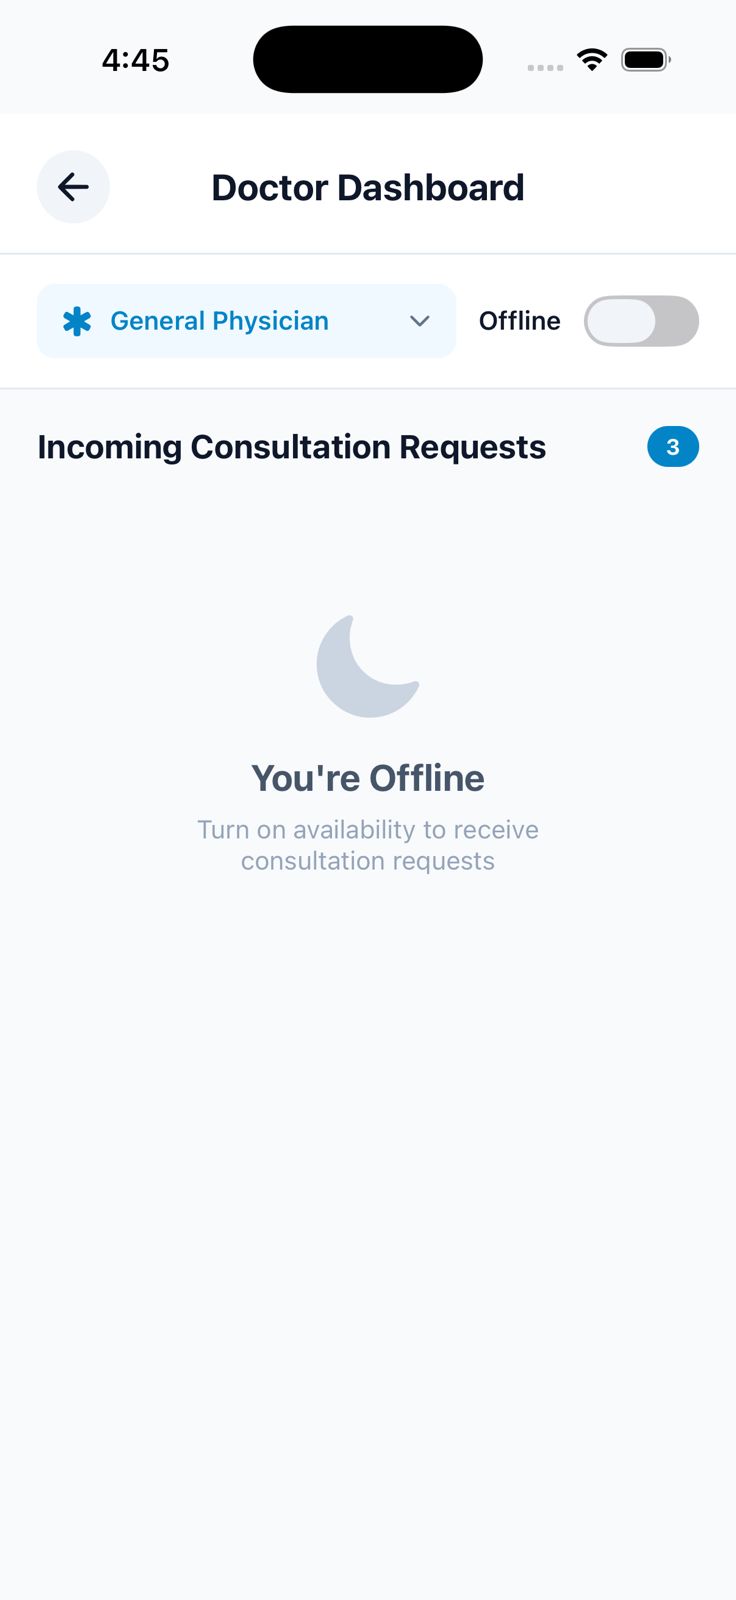 4:45
Doctor Dashboard
General Physician
Offline
Incoming Consultation Requests
3
You're Offline
Turn on availability to receive
consultation requests